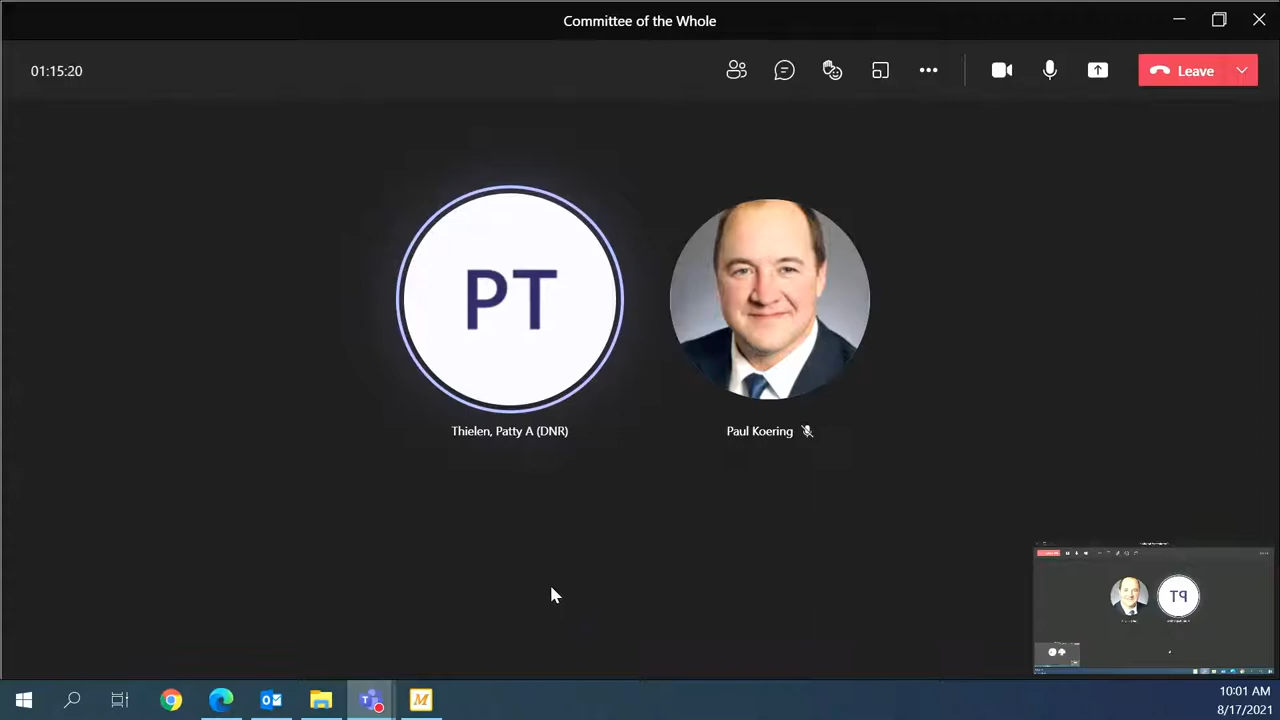 Committee of the Whole
01:15:20
Leave
PT
Thielen, Patty A (DNR)
Paul Koering
PT
T
M
10:01 AM
8/17/2021